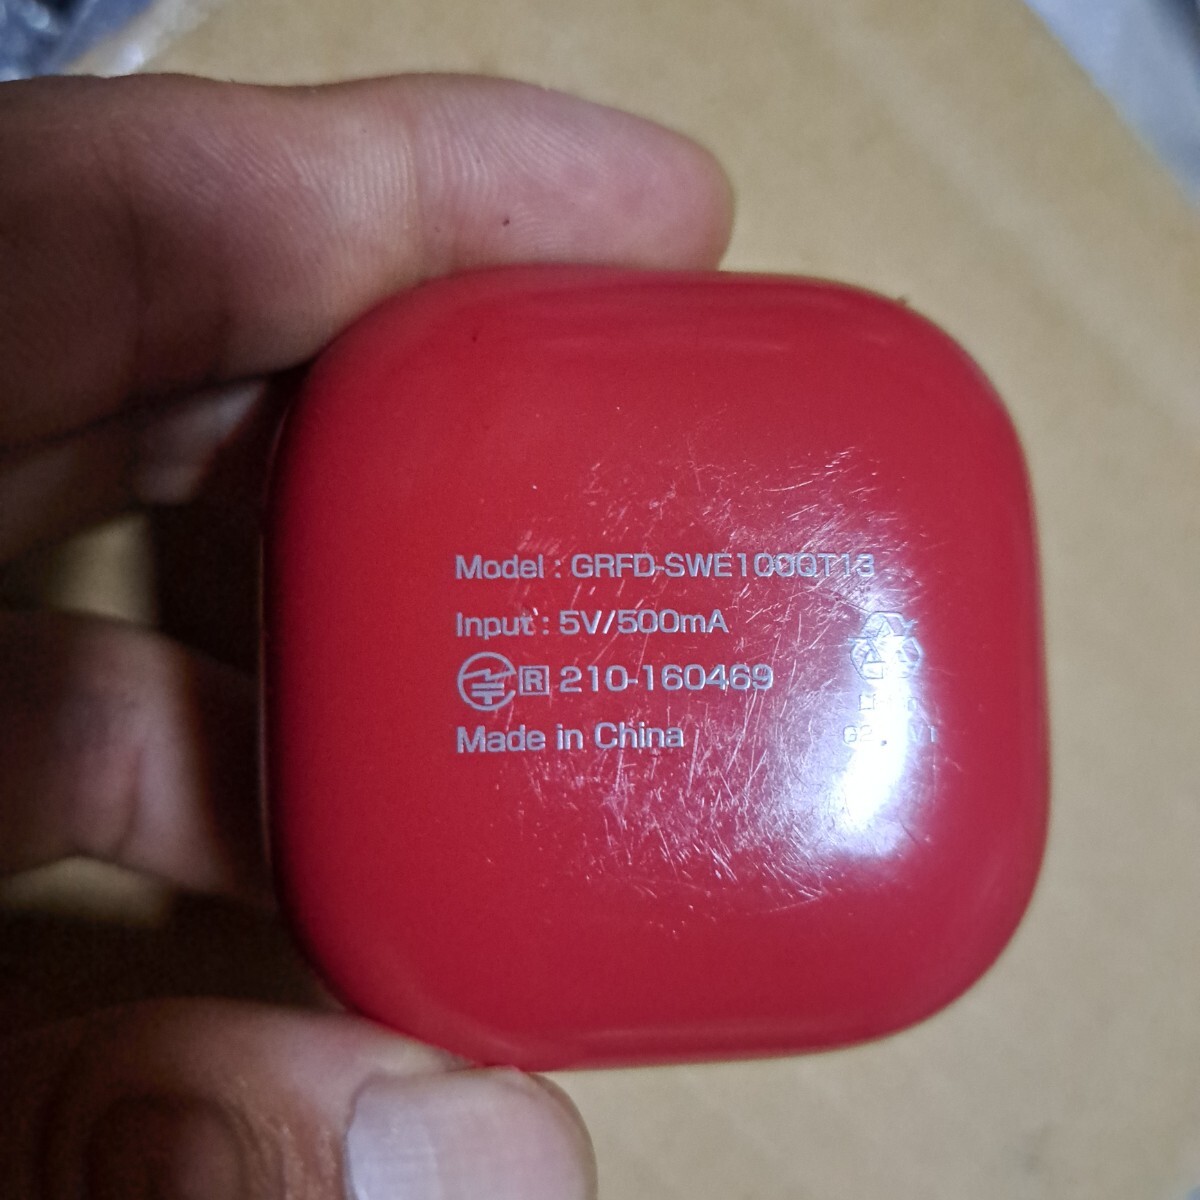 Model : GRFD-SWE100QT13
Input : 5V/500mA
R 210-160469
Made in China